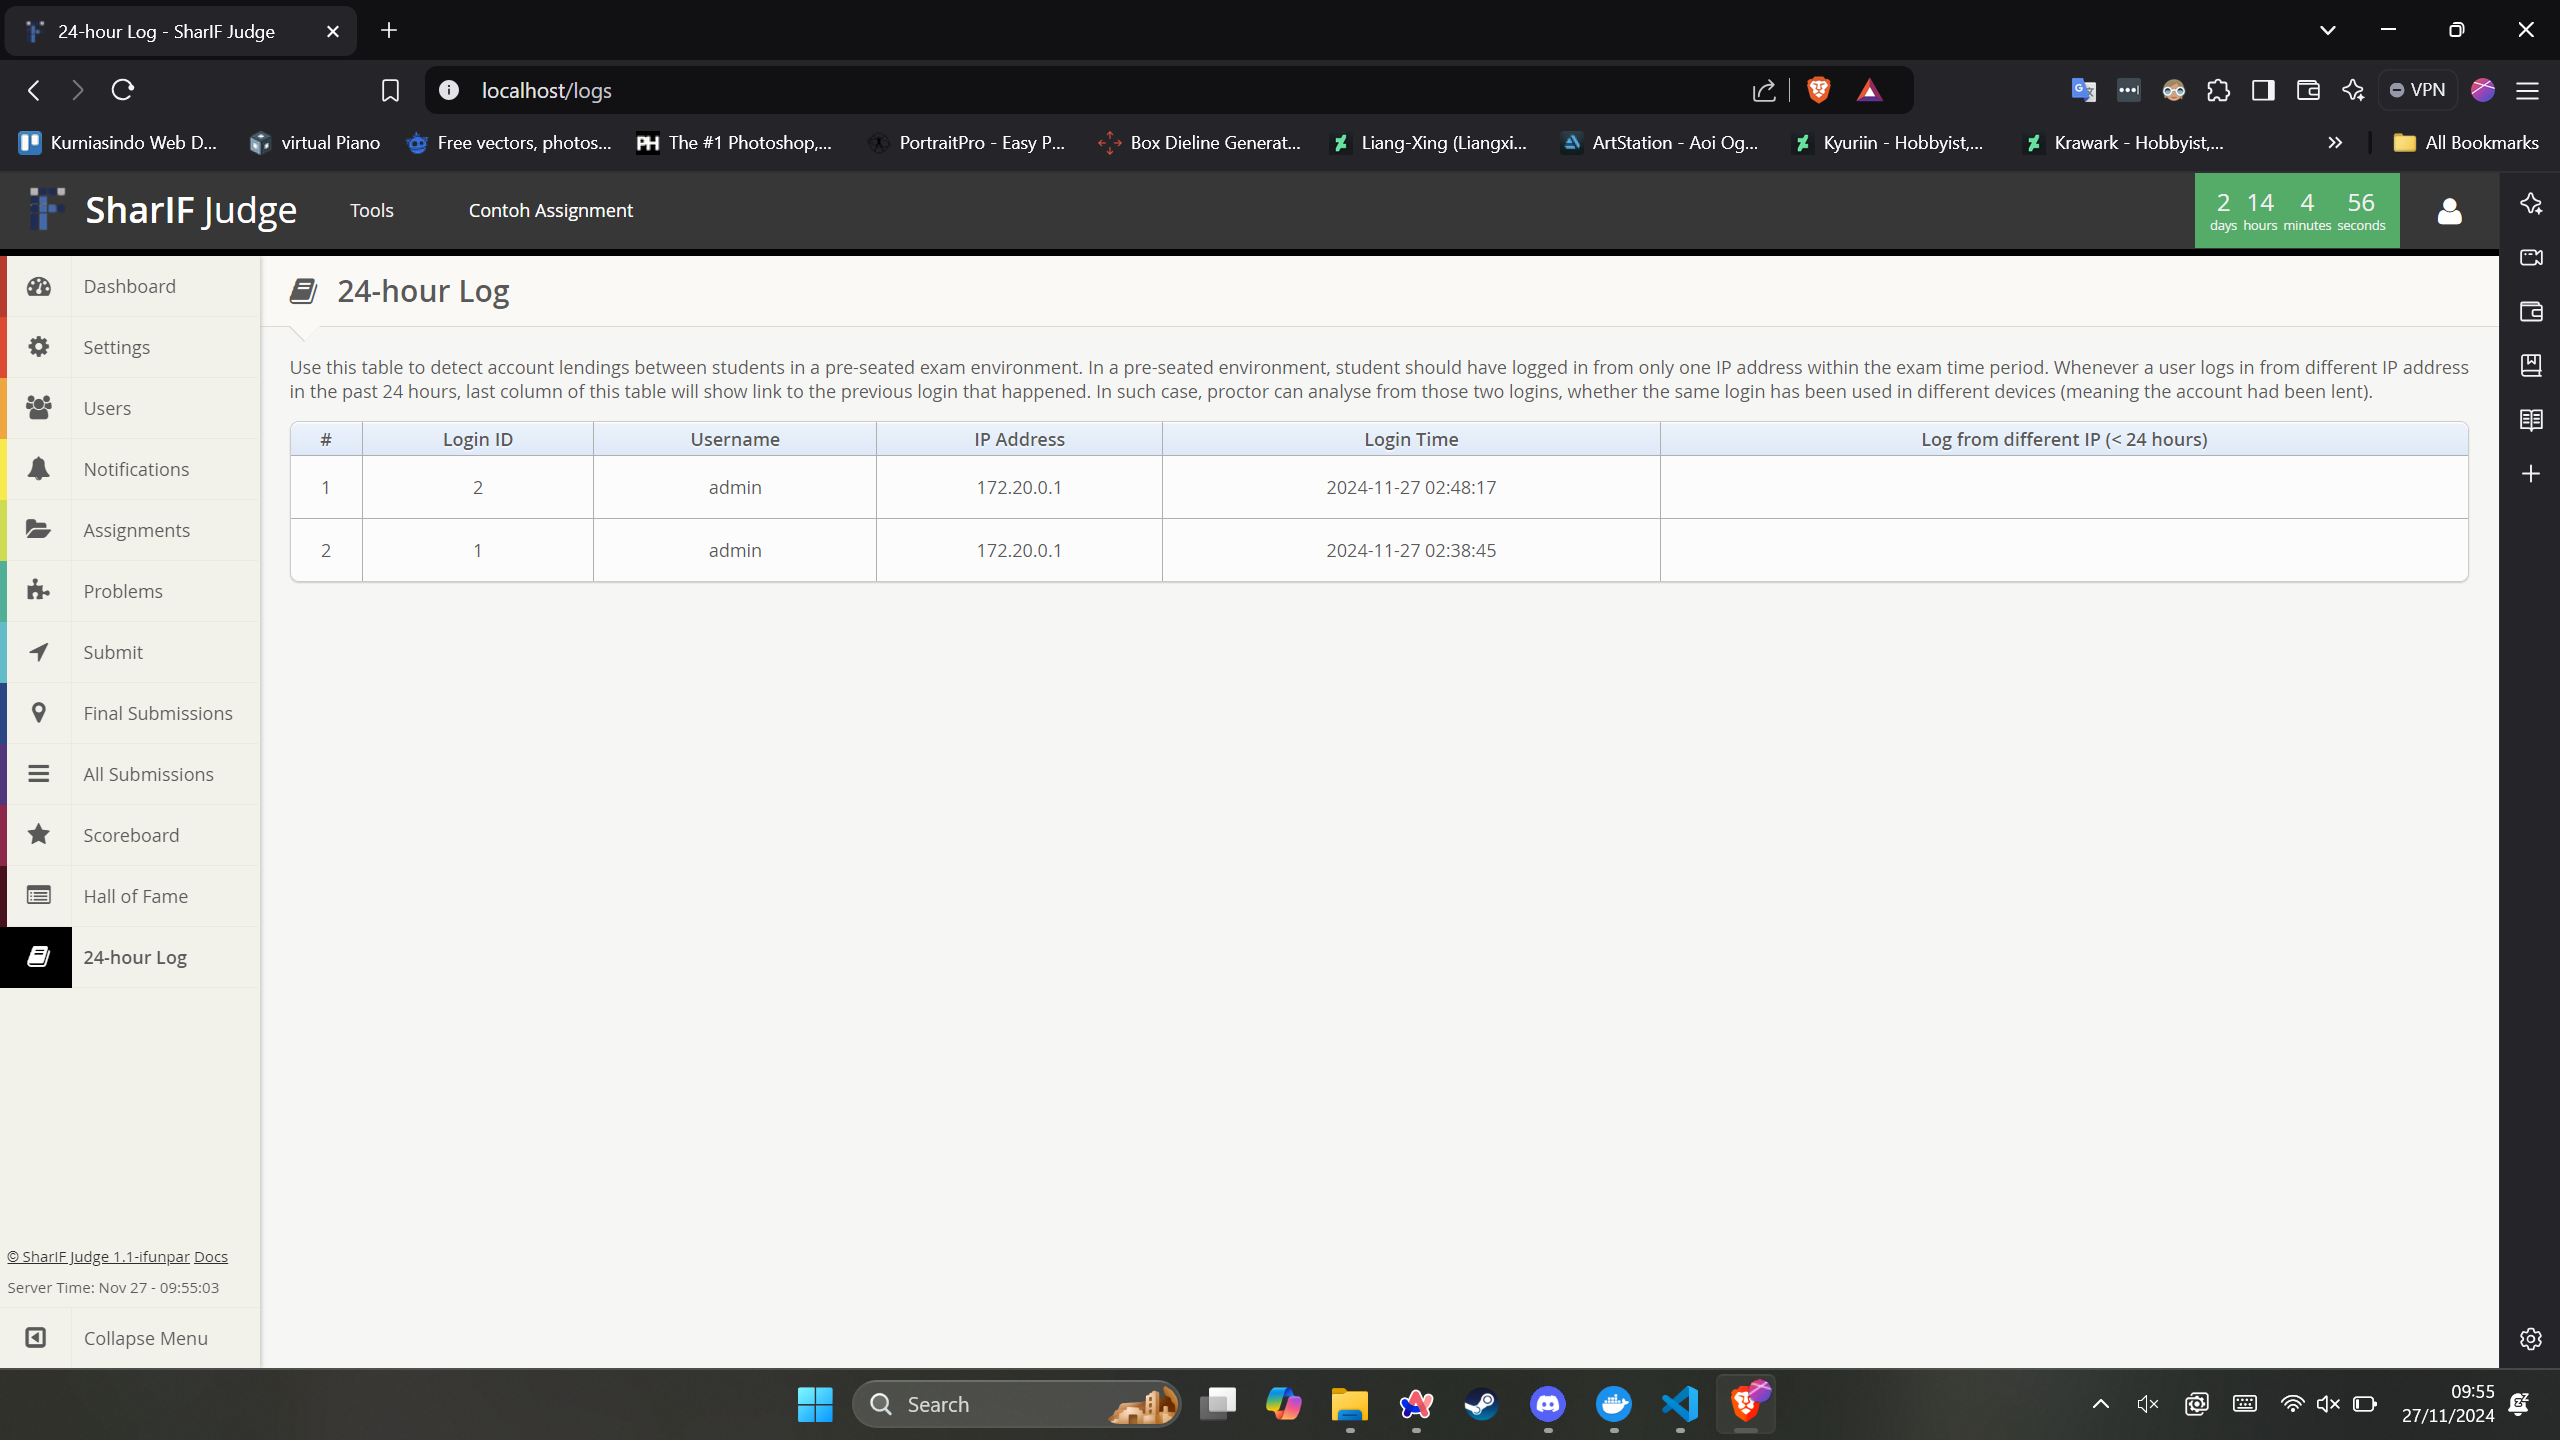 24-hour Log - SharIF Judge
localhost/logs
VPN
Kurniasindo Web D... virtual Piano Free vectors, photos... PH The #1 Photoshop,... PortraitPro - Easy P... Box Dieline Generat... Liang-Xing (Liangxi... ArtStation - Aoi Og... Kyuriin - Hobbyist,... Krawark - Hobbyist,... » All Bookmarks
SharIF Judge Tools Contoh Assignment
2 14 4 56
days hours minutes seconds
Dashboard
Settings
Users
Notifications
Assignments
Problems
Submit
Final Submissions
All Submissions
Scoreboard
Hall of Fame
24-hour Log
© SharIF Judge 1.1-ifunpar Docs
Server Time: Nov 27 - 09:55:03
Collapse Menu
24-hour Log
Use this table to detect account lendings between students in a pre-seated exam environment. In a pre-seated environment, student should have logged in from only one IP address within the exam time period. Whenever a user logs in from different IP address
in the past 24 hours, last column of this table will show link to the previous login that happened. In such case, proctor can analyse from those two logins, whether the same login has been used in different devices (meaning the account had been lent).
# Login ID Username IP Address Login Time Log from different IP (< 24 hours)
1 2 admin 172.20.0.1 2024-11-27 02:48:17
2 1 admin 172.20.0.1 2024-11-27 02:38:45
Search
09:55
27/11/2024